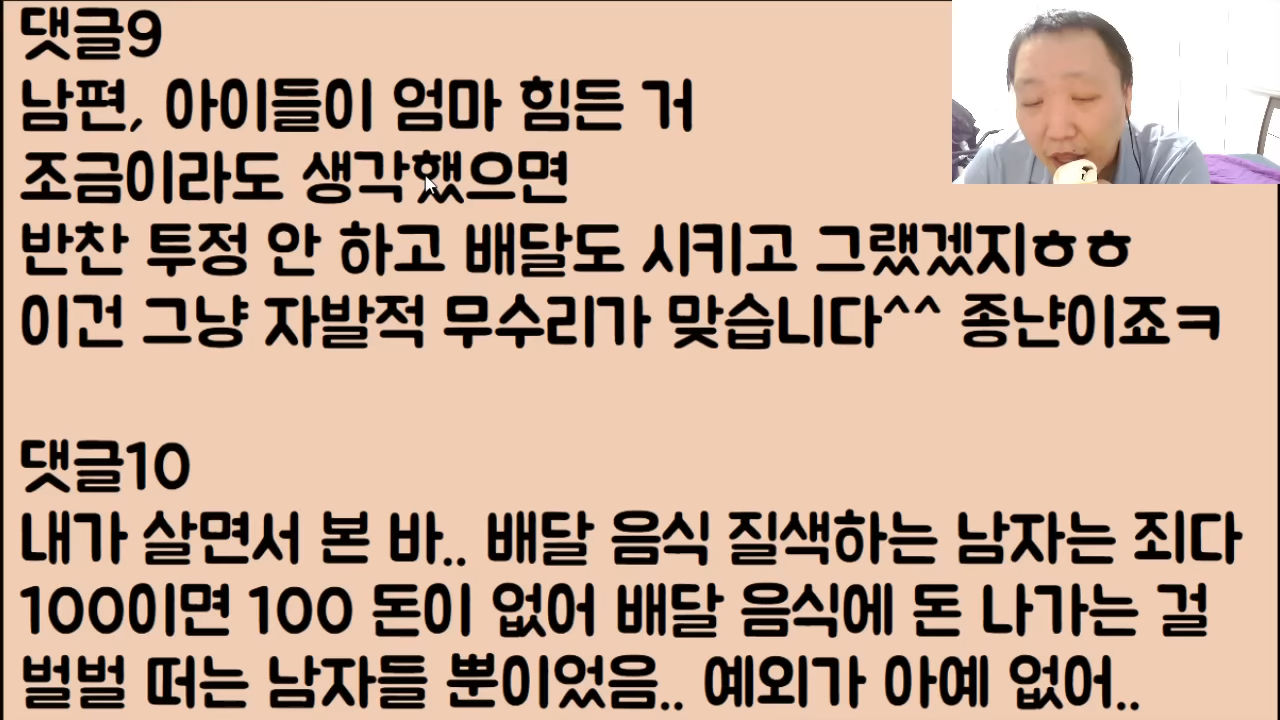 댓글9
남편, 아이들이 엄마 힘든 거
조금이라도 생각했으면
반찬 투정 안 하고 배달도 시키고 그랬겠지ㅎㅎ
이건 그냥 자발적 무수리가 맞습니다^^ 종냔이죠ㅋ
댓글10
내가 살면서 본 바.. 배달 음식 질색하는 남자는 죄다
100이면 100 돈이 없어 배달 음식에 돈 나가는 걸
벌벌 떠는 남자들 뿐이었음.. 예외가 아예 없어..